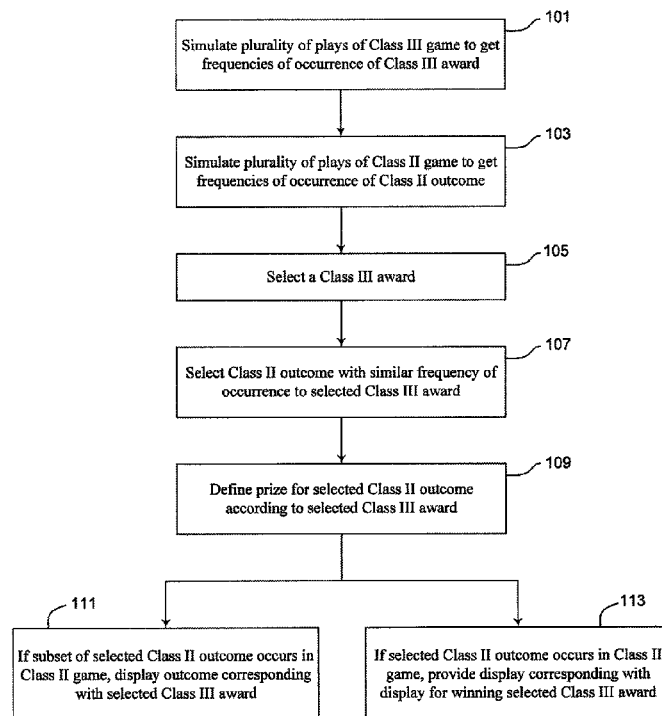 101
Simulate plurality of plays of Class III game to get
frequencies of occurrence of Class III award
103
Simulate plurality of plays of Class II game to get
frequencies of occurrence of Class II outcome
105
Select a Class III award
107
Select Class II outcome with similar frequency of
occurrence to selected Class III award
109
Define prize for selected Class II outcome
according to selected Class III award
111
If subset of selected Class II outcome occurs in
Class II game, display outcome corresponding
with selected Class III award
113
If selected Class II outcome occurs in Class II
game, provide display corresponding with
display for winning selected Class III award